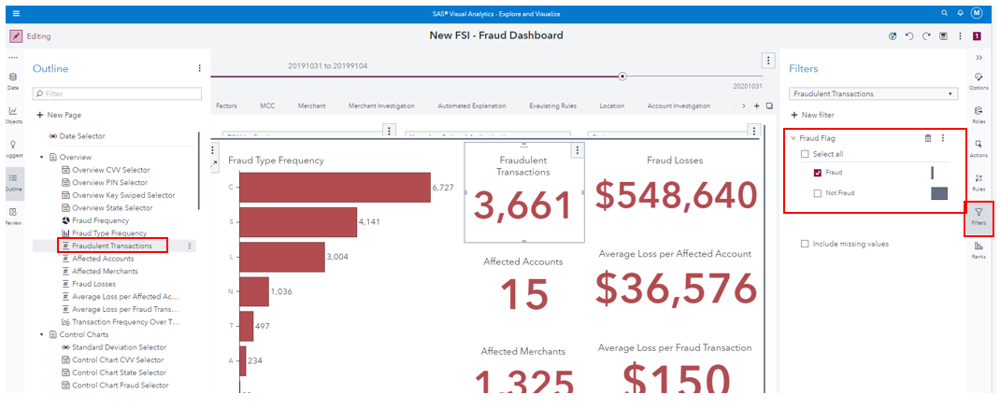 SAS® Visual Analytics - Explore and Visualize
M
Editing
New FSI - Fraud Dashboard
1
Data
Objects
Suggest
Outline
Review
Outline
Filter
New Page
Date Selector
Overview
Overview CVV Selector
Overview PIN Selector
Overview Key Swiped Selector
Overview State Selector
Fraud Frequency
Fraud Type Frequency
Fraudulent Transactions
Affected Accounts
Affected Merchants
Fraud Losses
Average Loss per Affected Ac...
Average Loss per Fraud Trans...
Transaction Frequency Over T...
Control Charts
Standard Deviation Selector
Control Chart CVV Selector
Control Chart State Selector
Control Chart Fraud Selector
20191031 to 20199104
20201031
Factors
MCC
Merchant
Merchant Investigation
Automated Explanation
Evaulating Rules
Location
Account Investigation
Fraud Type Frequency
C
6,727
S
4,141
L
3,004
N
1,036
T
497
A
234
Fraudulent
Transactions
3,661
Fraud Losses
$548,640
Affected Accounts
15
Average Loss per Affected Account
$36,576
Affected Merchants
1,325
Average Loss per Fraud Transaction
$150
Filters
Fraudulent Transactions
New filter
Fraud Flag
Select all
Fraud
Not Fraud
Include missing values
Options
Roles
Actions
Rules
Filters
Ranks